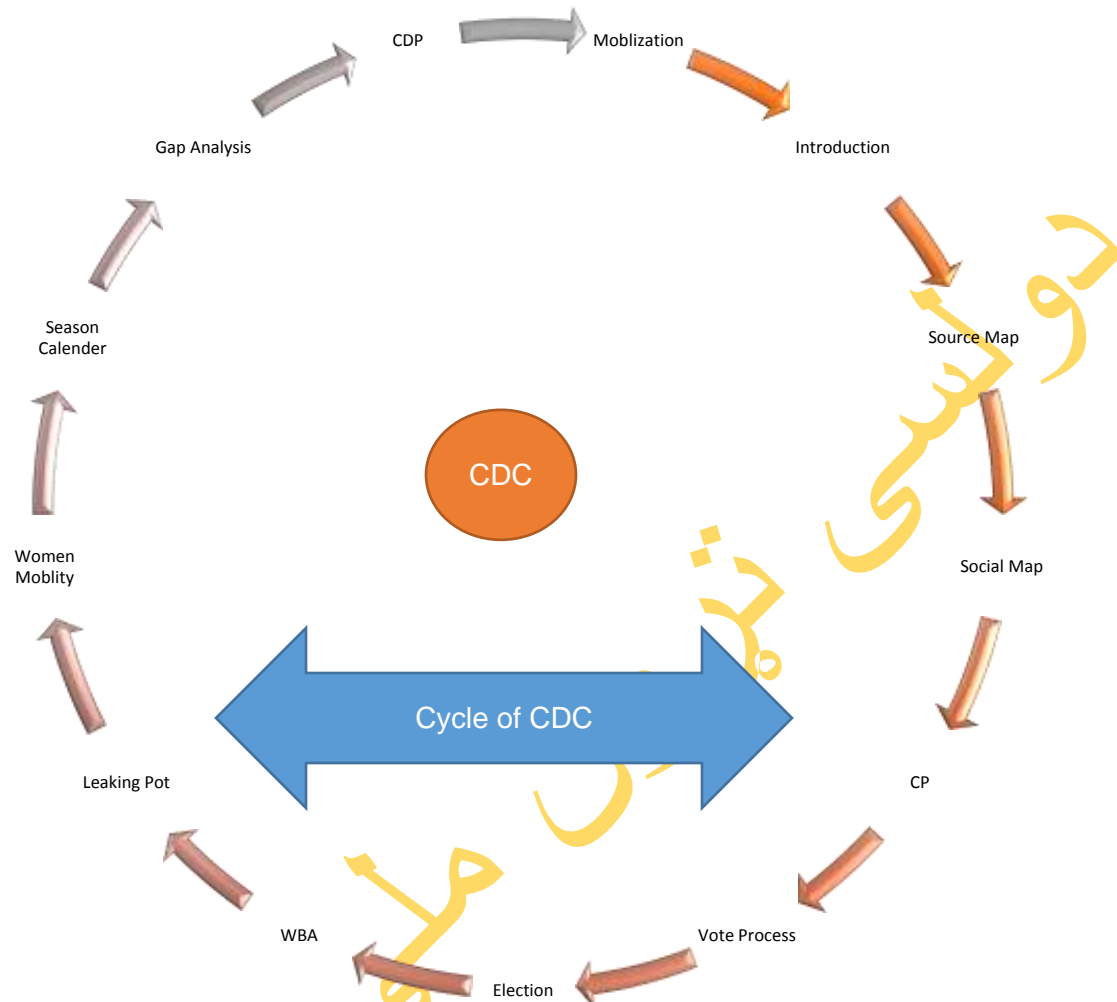 CDP
Moblization
Gap Analysis
Introduction
Season
Calender
Source Map
CDC
Women
Moblity
Social Map
Cycle of CDC
Leaking Pot
CP
WBA
Vote Process
Election